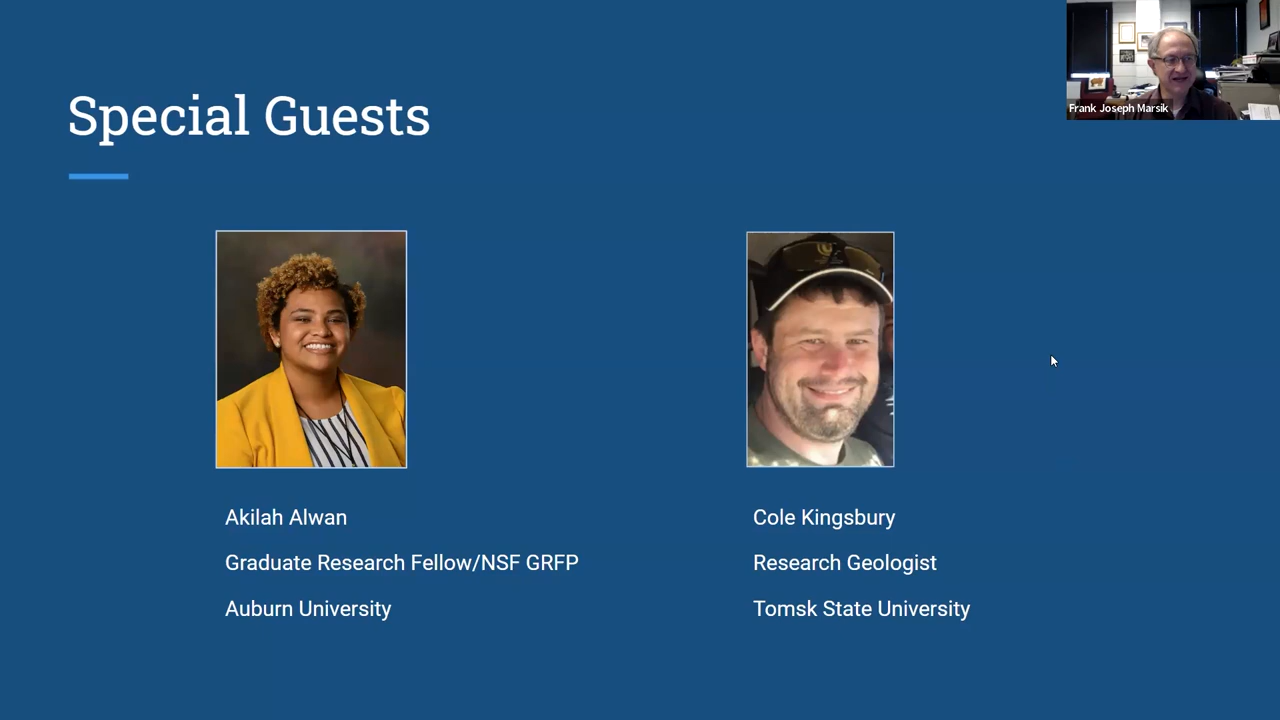 Frank Joseph Marsik
Special Guests
Akilah Alwan
Graduate Research Fellow/NSF GRFP
Auburn University
Cole Kingsbury
Research Geologist
Tomsk State University